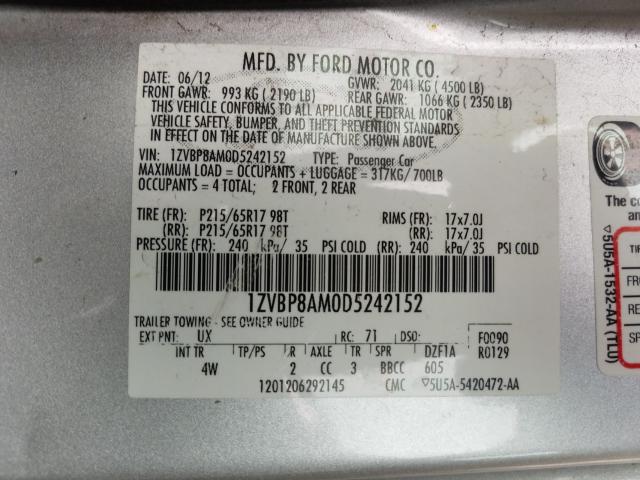 MFD. BY FORD MOTOR CO.
DATE: 06/12 GVWR: 2041 KG ( 4500 LB)
FRONT GAWR: 993 KG ( 2190 LB) REAR GAWR: 1066 KG ( 2350 LB)
THIS VEHICLE CONFORMS TO ALL APPLICABLE FEDERAL MOTOR
VEHICLE SAFETY, BUMPER, AND THEFT PREVENTION STANDARDS
IN EFFECT ON THE DATE OF MANUFACTURE SHOWN ABOVE.
VIN: 1ZVBP8AM0D5242152 TYPE: Passenger Car
MAXIMUM LOAD = OCCUPANTS + LUGGAGE = 317KG/700LB
OCCUPANTS = 4 TOTAL; 2 FRONT, 2 REAR
TIRE (FR): P215/65R17 98T RIMS (FR): 17x7.0J
(RR): P215/65R17 98T (RR): 17x7.0J
PRESSURE (FR): 240 kPa/ 35 PSI COLD (RR): 240 kPa/ 35 PSI COLD
1ZVBP8AM0D5242152
TRAILER TOWING - SEE OWNER GUIDE
EXT PNT: UX RC: 71 DSO: F0090
INT TR TP/PS R AXLE TR SPR DZF1A R0129
4W 2 CC 3 BBCC 605
1201206292145 CMC ▽5U5A-5420472-AA
The co
▽5U5A-1532-AA (TL0)
TIR
FRO
RE
SP